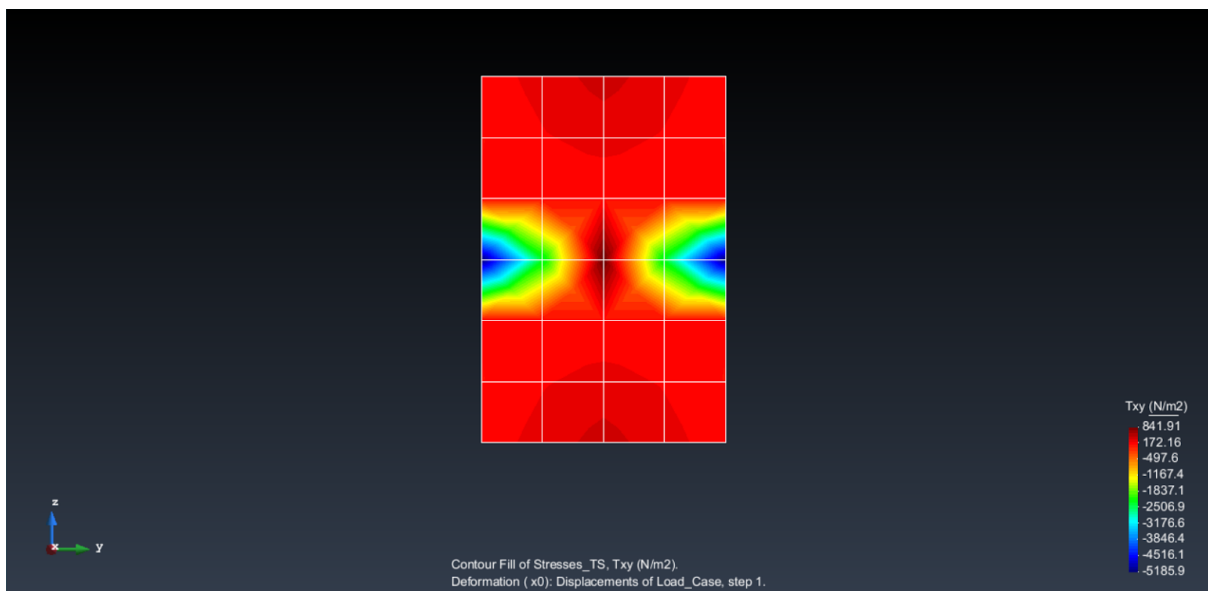 Txy (N/m2)
841.91
172.16
-497.6
-1167.4
-1837.1
-2506.9
-3176.6
-3846.4
-4516.1
-5185.9
z
x y
Contour Fill of Stresses_TS, Txy (N/m2).
Deformation ( x0): Displacements of Load_Case, step 1.